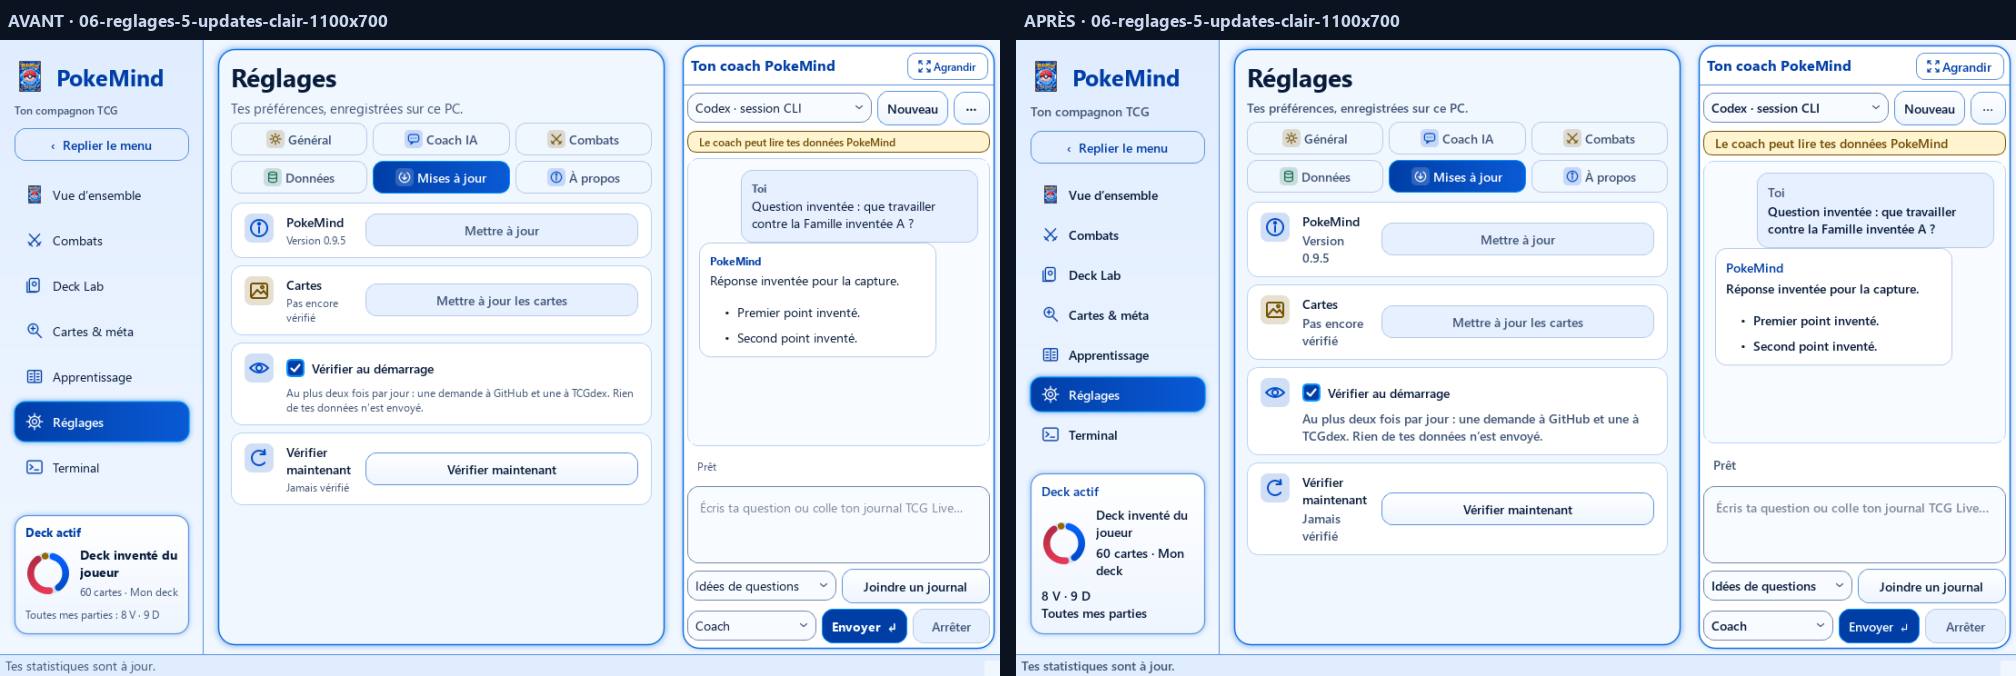 AVANT · 06-reglages-5-updates-clair-1100x700
PokeMind
Ton compagnon TCG
‹ Replier le menu
Vue d'ensemble
Combats
Deck Lab
Cartes & méta
Apprentissage
Réglages
Terminal
Deck actif
Deck inventé du
joueur
60 cartes · Mon deck
Toutes mes parties : 8 V · 9 D
Réglages
Tes préférences, enregistrées sur ce PC.
Général
Coach IA
Combats
Données
Mises à jour
À propos
PokeMind
Version 0.9.5
Mettre à jour
Cartes
Pas encore
vérifié
Mettre à jour les cartes
Vérifier au démarrage
Au plus deux fois par jour : une demande à GitHub et une à TCGdex. Rien
de tes données n'est envoyé.
Vérifier
maintenant
Jamais vérifié
Vérifier maintenant
Ton coach PokeMind
Agrandir
Codex · session CLI
Nouveau
...
Le coach peut lire tes données PokeMind
Toi
Question inventée : que travailler
contre la Famille inventée A ?
PokeMind
Réponse inventée pour la capture.
• Premier point inventé.
• Second point inventé.
Prêt
Écris ta question ou colle ton journal TCG Live...
Idées de questions
Joindre un journal
Coach
Envoyer ↲
Arrêter
Tes statistiques sont à jour.
APRÈS · 06-reglages-5-updates-clair-1100x700
PokeMind
Ton compagnon TCG
‹ Replier le menu
Vue d'ensemble
Combats
Deck Lab
Cartes & méta
Apprentissage
Réglages
Terminal
Deck actif
Deck inventé du
joueur
60 cartes · Mon
deck
8 V · 9 D
Toutes mes parties
Réglages
Tes préférences, enregistrées sur ce PC.
Général
Coach IA
Combats
Données
Mises à jour
À propos
PokeMind
Version
0.9.5
Mettre à jour
Cartes
Pas encore
vérifié
Mettre à jour les cartes
Vérifier au démarrage
Au plus deux fois par jour : une demande à GitHub et une à
TCGdex. Rien de tes données n'est envoyé.
Vérifier
maintenant
Jamais
vérifié
Vérifier maintenant
Ton coach PokeMind
Agrandir
Codex · session CLI
Nouveau
...
Le coach peut lire tes données PokeMind
Toi
Question inventée : que travailler
contre la Famille inventée A ?
PokeMind
Réponse inventée pour la capture.
• Premier point inventé.
• Second point inventé.
Prêt
Écris ta question ou colle ton journal TCG Live...
Idées de questions
Joindre un journal
Coach
Envoyer ↲
Arrêter
Tes statistiques sont à jour.